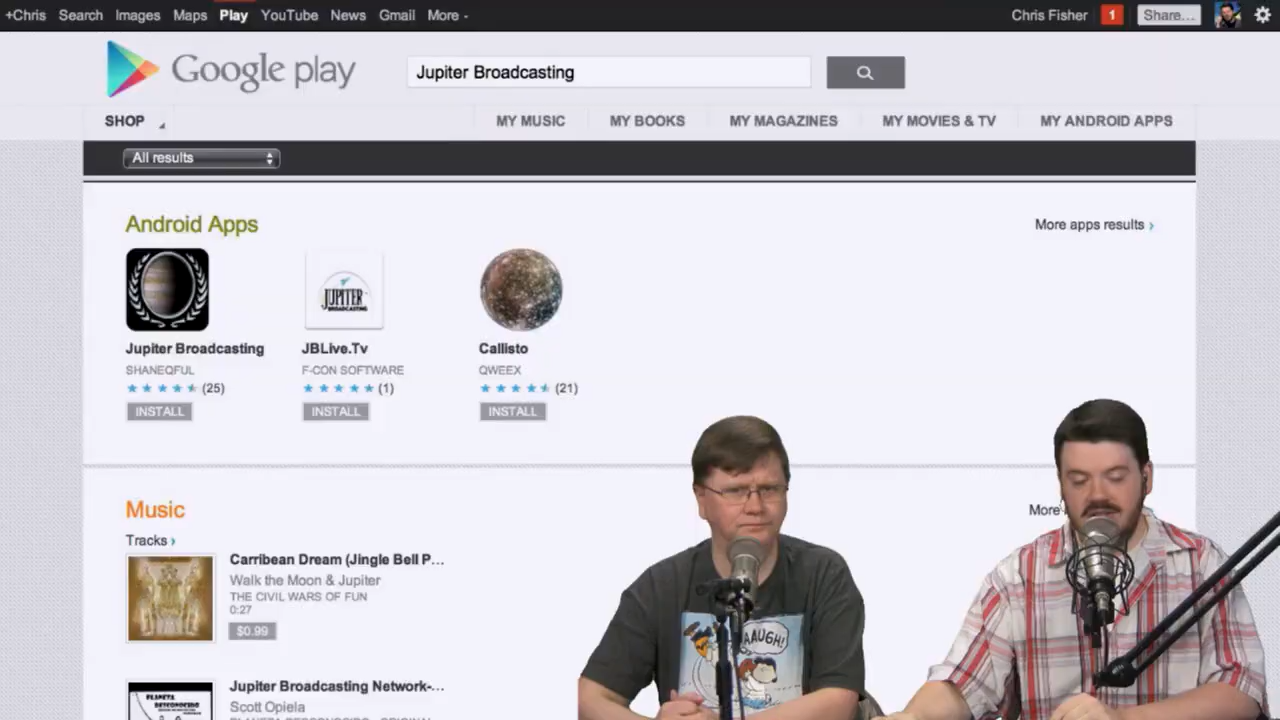 +Chris Search Images Maps Play YouTube News Gmail More
Chris Fisher 1 Share...
Google play
Jupiter Broadcasting
SHOP MY MUSIC MY BOOKS MY MAGAZINES MY MOVIES & TV MY ANDROID APPS
All results
Android Apps
More apps results ›
JUPITER
BROADCASTING
Jupiter Broadcasting JBLive.Tv Callisto
SHANEQFUL F-CON SOFTWARE QWEEX
(25) (1) (21)
INSTALL INSTALL INSTALL
Music
More
Tracks ›
Carribean Dream (Jingle Bell P...
Walk the Moon & Jupiter
THE CIVIL WARS OF FUN
0:27
$0.99
AAUGH!
Jupiter Broadcasting Network-...
Scott Opiela
PLANETA
DESCONOCIDO